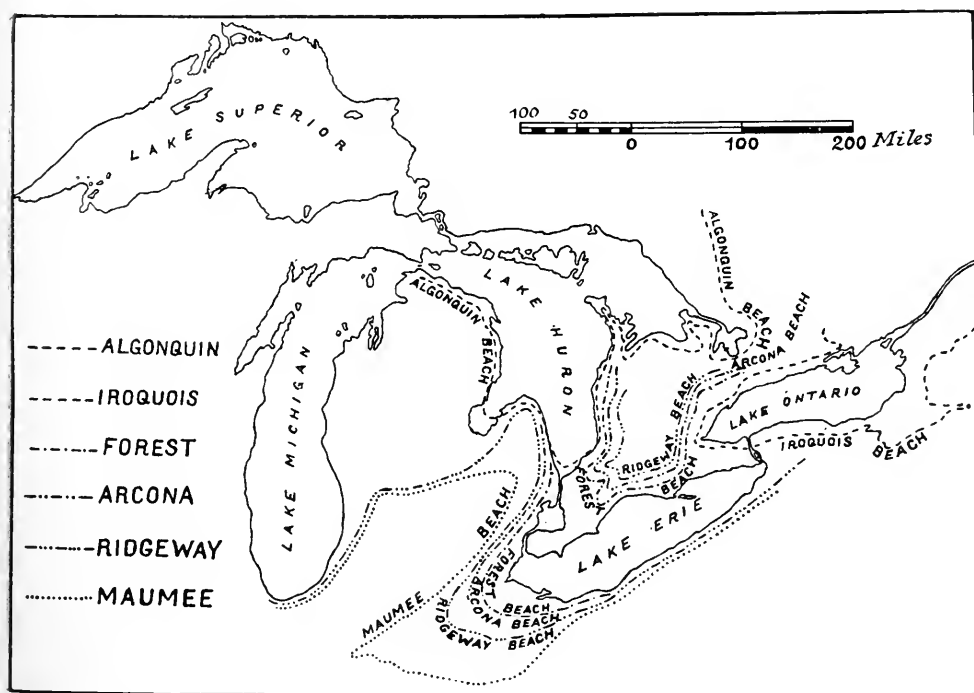 LAKE SUPERIOR
100 50
0 100 200 Miles
ALGONQUIN
BEACH
LAKE HURON
ALGONQUIN
BEACH
ARCONA BEACH
ALGONQUIN
IROQUOIS
FOREST
ARCONA
RIDGEWAY
MAUMEE
LAKE MICHIGAN
LAKE ONTARIO
IROQUOIS
BEACH
RIDGEWAY BEACH
BEACH
FORES
LAKE ERIE
MAUMEE
BEACH
FOREST
BEACH
ARCONA
BEACH
RIDGEWAY
BEACH